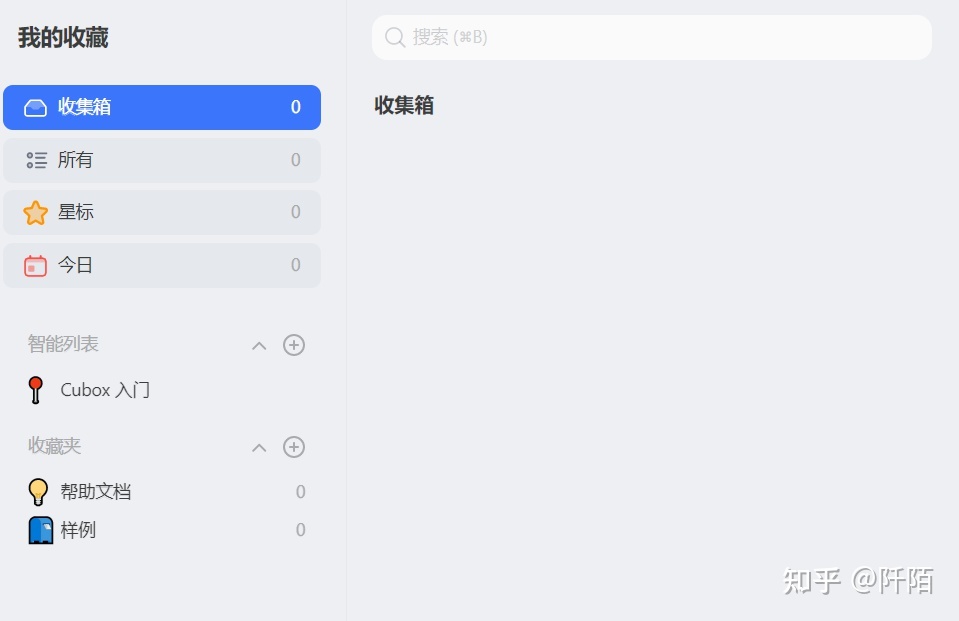 我的收藏
搜索 (⌘B)
收集箱 0
收集箱
所有 0
星标 0
今日 0
智能列表
Cubox 入门
收藏夹
帮助文档 0
样例 0
知乎 @阡陌